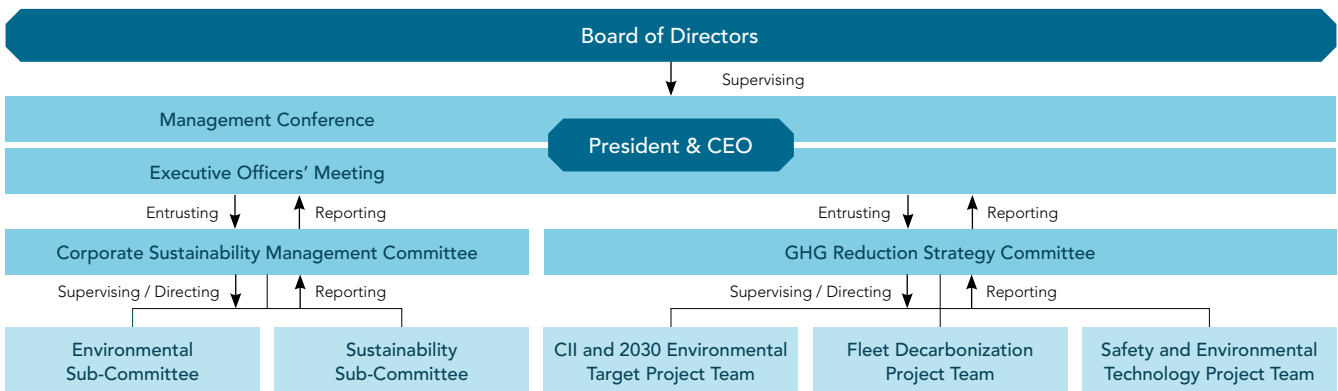 Board of Directors
Supervising
Management Conference
President & CEO
Executive Officers’ Meeting
Entrusting
Reporting
Entrusting
Reporting
Corporate Sustainability Management Committee
GHG Reduction Strategy Committee
Supervising / Directing
Reporting
Supervising / Directing
Reporting
Environmental
Sub-Committee
Sustainability
Sub-Committee
CII and 2030 Environmental
Target Project Team
Fleet Decarbonization
Project Team
Safety and Environmental
Technology Project Team